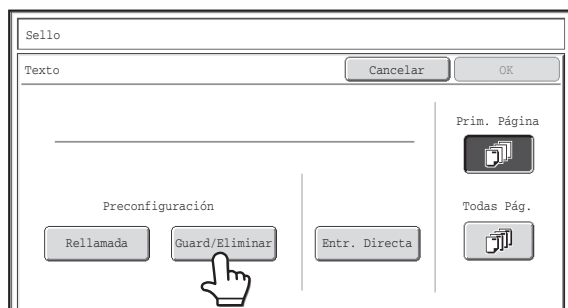 Sello
Texto
Cancelar
OK
Prim. Página
Preconfiguración
Todas Pág.
Rellamada
Guard/Eliminar
Entr. Directa